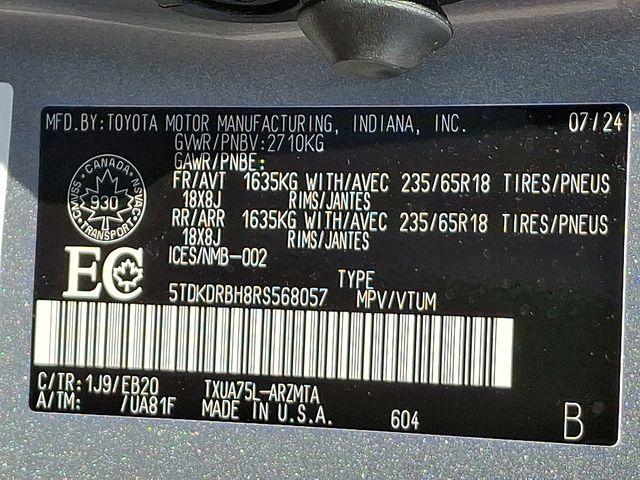 MFD.BY: TOYOTA MOTOR MANUFACTURING, INDIANA, INC. 07/24
GVWR/PNBV: 2710KG
GAWR/PNBE:
FR/AVT 1635KG WITH/AVEC 235/65R18 TIRES/PNEUS
18X8J RIMS/JANTES
RR/ARR 1635KG WITH/AVEC 235/65R18 TIRES/PNEUS
18X8J RIMS/JANTES
ICES/NMB-002
CANADA
930
TRANSPORT
CMVSS
NSVAC
EC
TYPE
5TDKDRBH8RS568057 MPV/VTUM
C/TR: 1J9/EB20 TXUA75L-ARZMTA
A/TM: /UA81F MADE IN U.S.A. 604 B